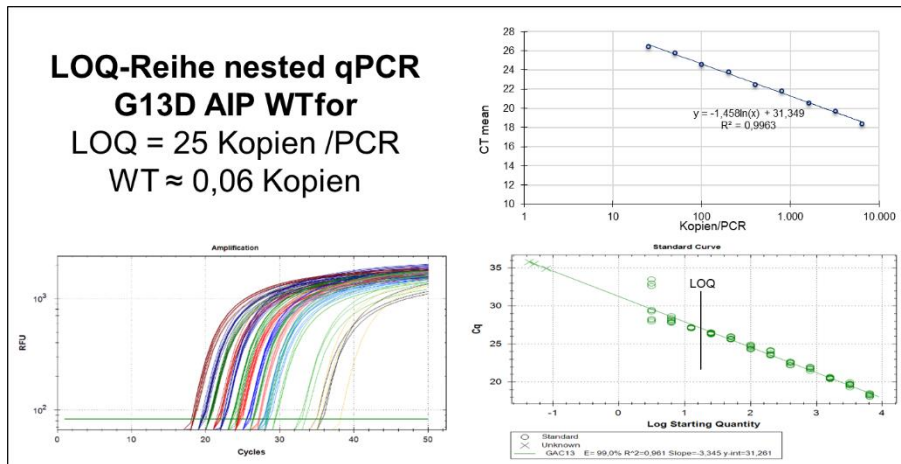 LOQ-Reihe nested qPCR
G13D AIP WTfor
LOQ = 25 Kopien /PCR
WT ≈ 0,06 Kopien
28
26
24
22
20
18
16
14
12
10
CT mean
y = -1,458ln(x) + 31,349
R² = 0,9963
1 10 100 1.000 10.000
Kopien/PCR
Amplification
10³
10²
RFU
0 10 20 30 40 50
Cycles
Standard Curve
35
30
25
20
Cq
LOQ
-1 0 1 2 3 4
Log Starting Quantity
Standard
Unknown
GAC13 E= 99,0% R^2=0,961 Slope=-3,345 y-int=31,261